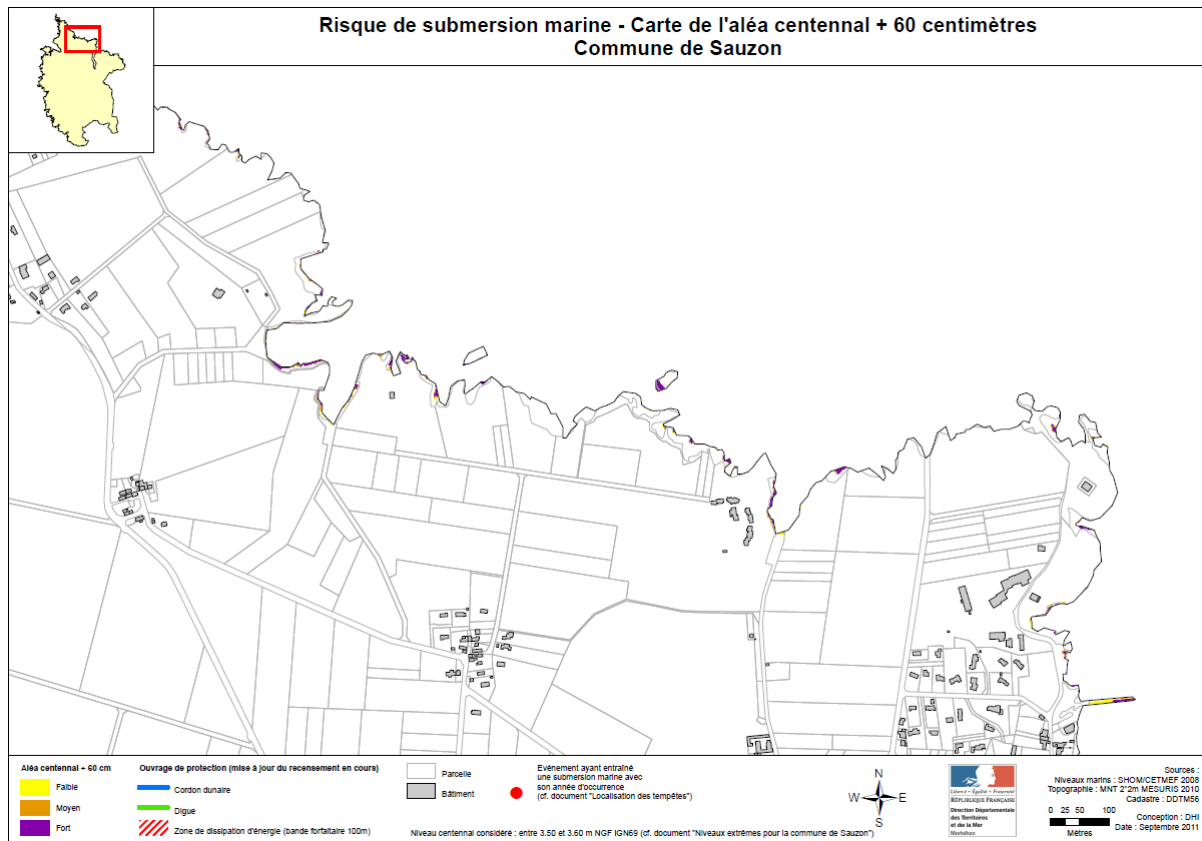 Risque de submersion marine - Carte de l'aléa centennal + 60 centimètres
Commune de Sauzon
Aléa centennal + 60 cm
Faible
Moyen
Fort
Ouvrage de protection (mise à jour du recensement en cours)
Cordon dunaire
Digue
Zone de dissipation d'énergie (bande forfaitaire 100m)
Parcelle
Bâtiment
Evénement ayant entraîné
une submersion marine avec
son année d'occurrence
(cf. document "Localisation des tempêtes")
Niveau centennal considéré : entre 3.50 et 3.60 m NGF IGN69 (cf. document "Niveaux extrêmes pour la commune de Sauzon")
N
W
E
S
Liberté • Égalité • Fraternité
RÉPUBLIQUE FRANÇAISE
Direction Départementale
des Territoires
et de la Mer
Morbihan
Sources :
Niveaux marins : SHOM/CETMEF 2008
Topographie : MNT 2*2m MESURIS 2010
Cadastre : DDTM56
0 25 50 100
Mètres
Conception : DHI
Date : Septembre 2011